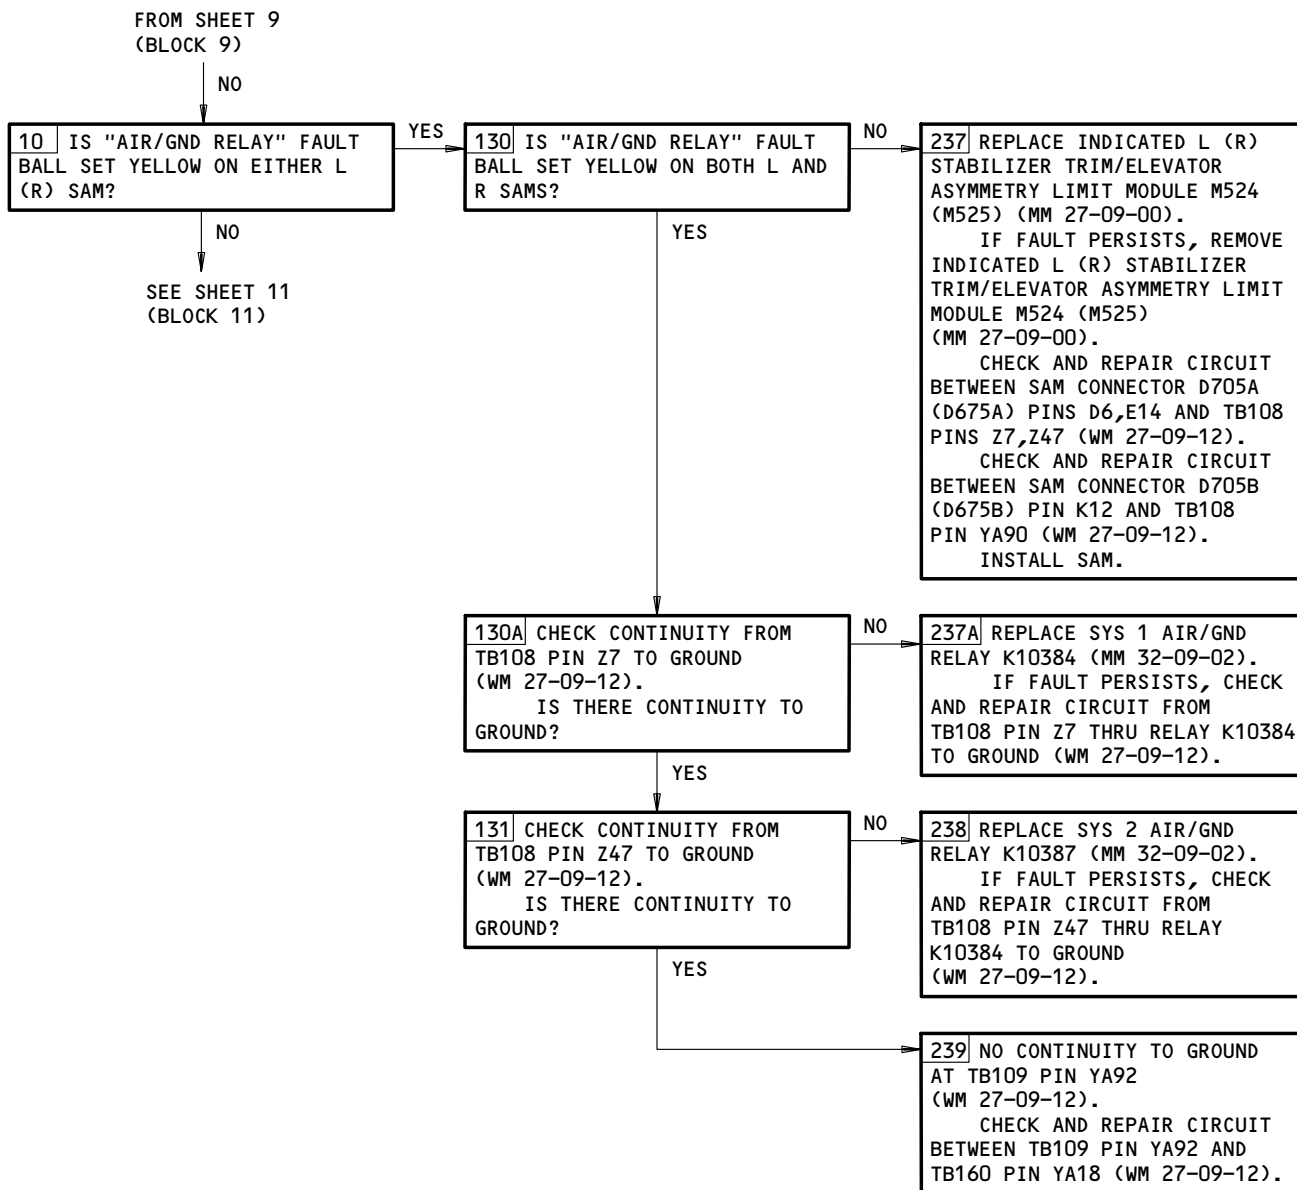 FROM SHEET 9
(BLOCK 9)
NO
10 IS "AIR/GND RELAY" FAULT
BALL SET YELLOW ON EITHER L
(R) SAM?
YES
NO
SEE SHEET 11
(BLOCK 11)
130 IS "AIR/GND RELAY" FAULT
BALL SET YELLOW ON BOTH L AND
R SAMS?
NO
YES
237 REPLACE INDICATED L (R)
STABILIZER TRIM/ELEVATOR
ASYMMETRY LIMIT MODULE M524
(M525) (MM 27-09-00).
IF FAULT PERSISTS, REMOVE
INDICATED L (R) STABILIZER
TRIM/ELEVATOR ASYMMETRY LIMIT
MODULE M524 (M525)
(MM 27-09-00).
CHECK AND REPAIR CIRCUIT
BETWEEN SAM CONNECTOR D705A
(D675A) PINS D6,E14 AND TB108
PINS Z7,Z47 (WM 27-09-12).
CHECK AND REPAIR CIRCUIT
BETWEEN SAM CONNECTOR D705B
(D675B) PIN K12 AND TB108
PIN YA90 (WM 27-09-12).
INSTALL SAM.
130A CHECK CONTINUITY FROM
TB108 PIN Z7 TO GROUND
(WM 27-09-12).
IS THERE CONTINUITY TO
GROUND?
NO
YES
237A REPLACE SYS 1 AIR/GND
RELAY K10384 (MM 32-09-02).
IF FAULT PERSISTS, CHECK
AND REPAIR CIRCUIT FROM
TB108 PIN Z7 THRU RELAY K10384
TO GROUND (WM 27-09-12).
131 CHECK CONTINUITY FROM
TB108 PIN Z47 TO GROUND
(WM 27-09-12).
IS THERE CONTINUITY TO
GROUND?
NO
YES
238 REPLACE SYS 2 AIR/GND
RELAY K10387 (MM 32-09-02).
IF FAULT PERSISTS, CHECK
AND REPAIR CIRCUIT FROM
TB108 PIN Z47 THRU RELAY
K10384 TO GROUND
(WM 27-09-12).
239 NO CONTINUITY TO GROUND
AT TB109 PIN YA92
(WM 27-09-12).
CHECK AND REPAIR CIRCUIT
BETWEEN TB109 PIN YA92 AND
TB160 PIN YA18 (WM 27-09-12).